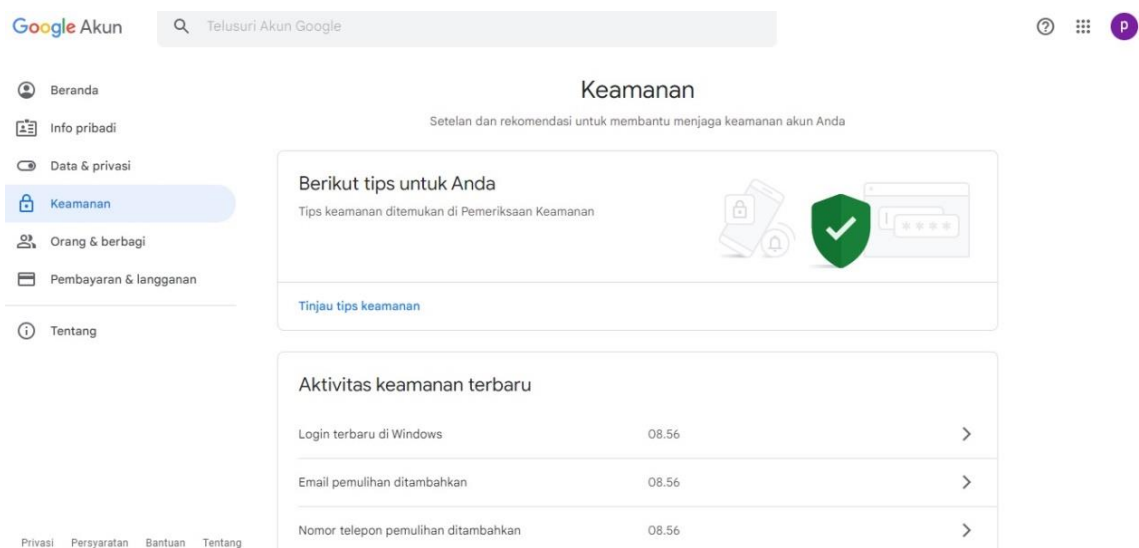 Google Akun
Telusuri Akun Google
P
Beranda
Info pribadi
Data & privasi
Keamanan
Orang & berbagi
Pembayaran & langganan
Tentang
Privasi Persyaratan Bantuan Tentang
Keamanan
Setelan dan rekomendasi untuk membantu menjaga keamanan akun Anda
Berikut tips untuk Anda
Tips keamanan ditemukan di Pemeriksaan Keamanan
Tinjau tips keamanan
Aktivitas keamanan terbaru
Login terbaru di Windows 08.56
Email pemulihan ditambahkan 08.56
Nomor telepon pemulihan ditambahkan 08.56